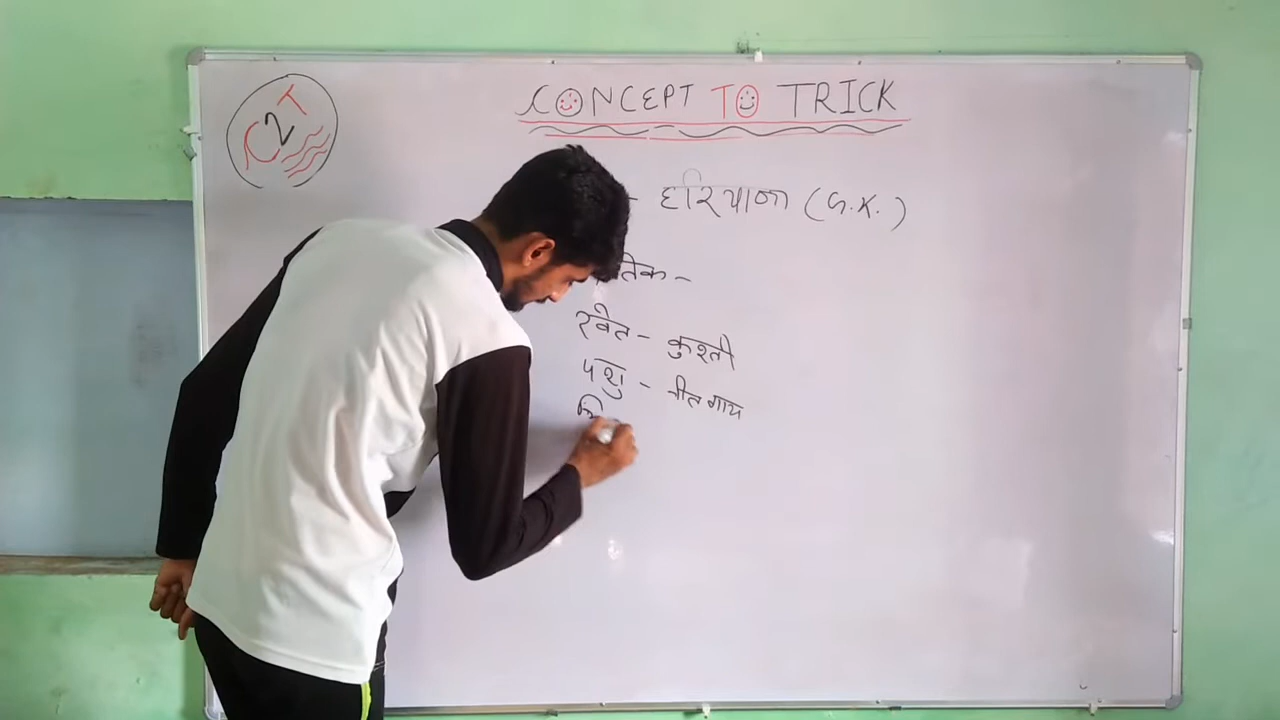 C2T
CONCEPT TO TRICK
- हरियाणा (G.K.)
तिक -
खेल - कुश्ती
पशु - नीलगाय